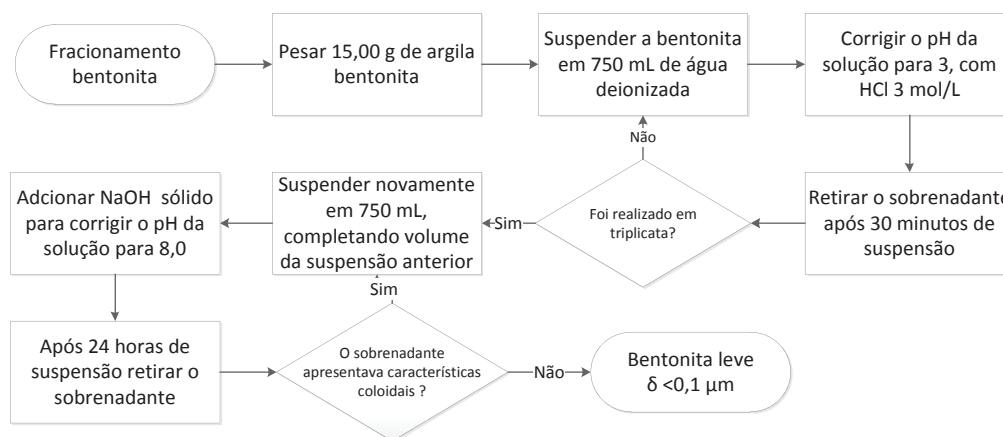 Fracionamento
bentonita
Pesar 15,00 g de argila
bentonita
Suspender a bentonita
em 750 mL de água
deionizada
Corrigir o pH da
solução para 3, com
HCl 3 mol/L
Não
Retirar o sobrenadante
após 30 minutos de
suspensão
Foi realizado em
triplicata?
Sim
Suspender novamente
em 750 mL,
completando volume
da suspensão anterior
Adcionar NaOH sólido
para corrigir o pH da
solução para 8,0
Sim
Após 24 horas de
suspensão retirar o
sobrenadante
O sobrenadante
apresentava características
coloidais ?
Não
Bentonita leve
δ <0,1 µm